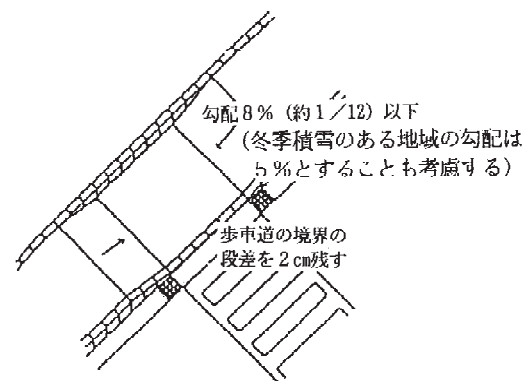 勾配8%（約1／12）以下
（冬季積雪のある地域の勾配は
5%とすることも考慮する）
歩車道の境界の
段差を2cm残す